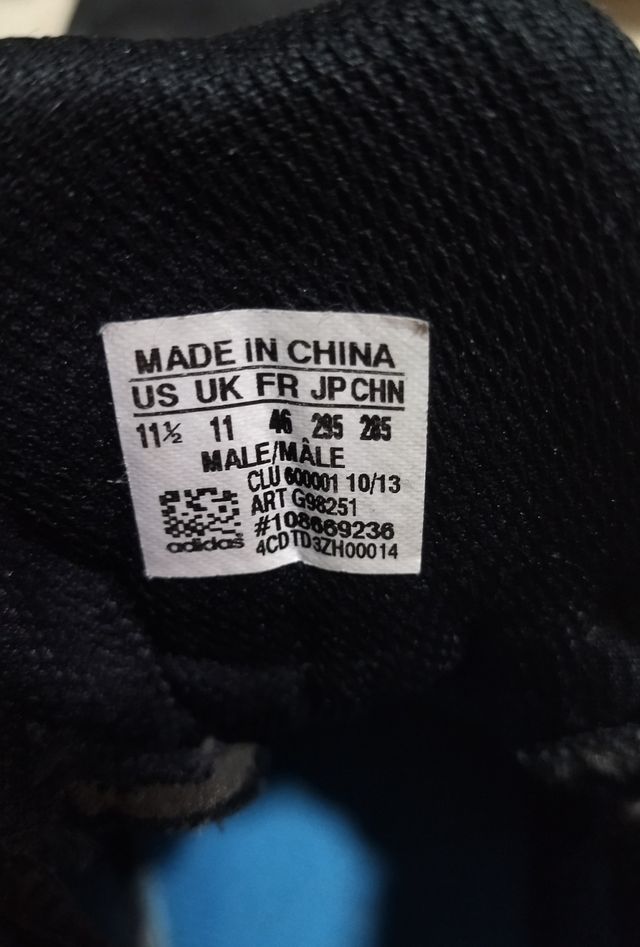 MADE IN CHINA
US UK FR JP CHN
11½ 11 46 295 285
MALE/MÂLE
CLU 600001 10/13
ART G98251
#108669236
adidas 4CDTD3ZH00014